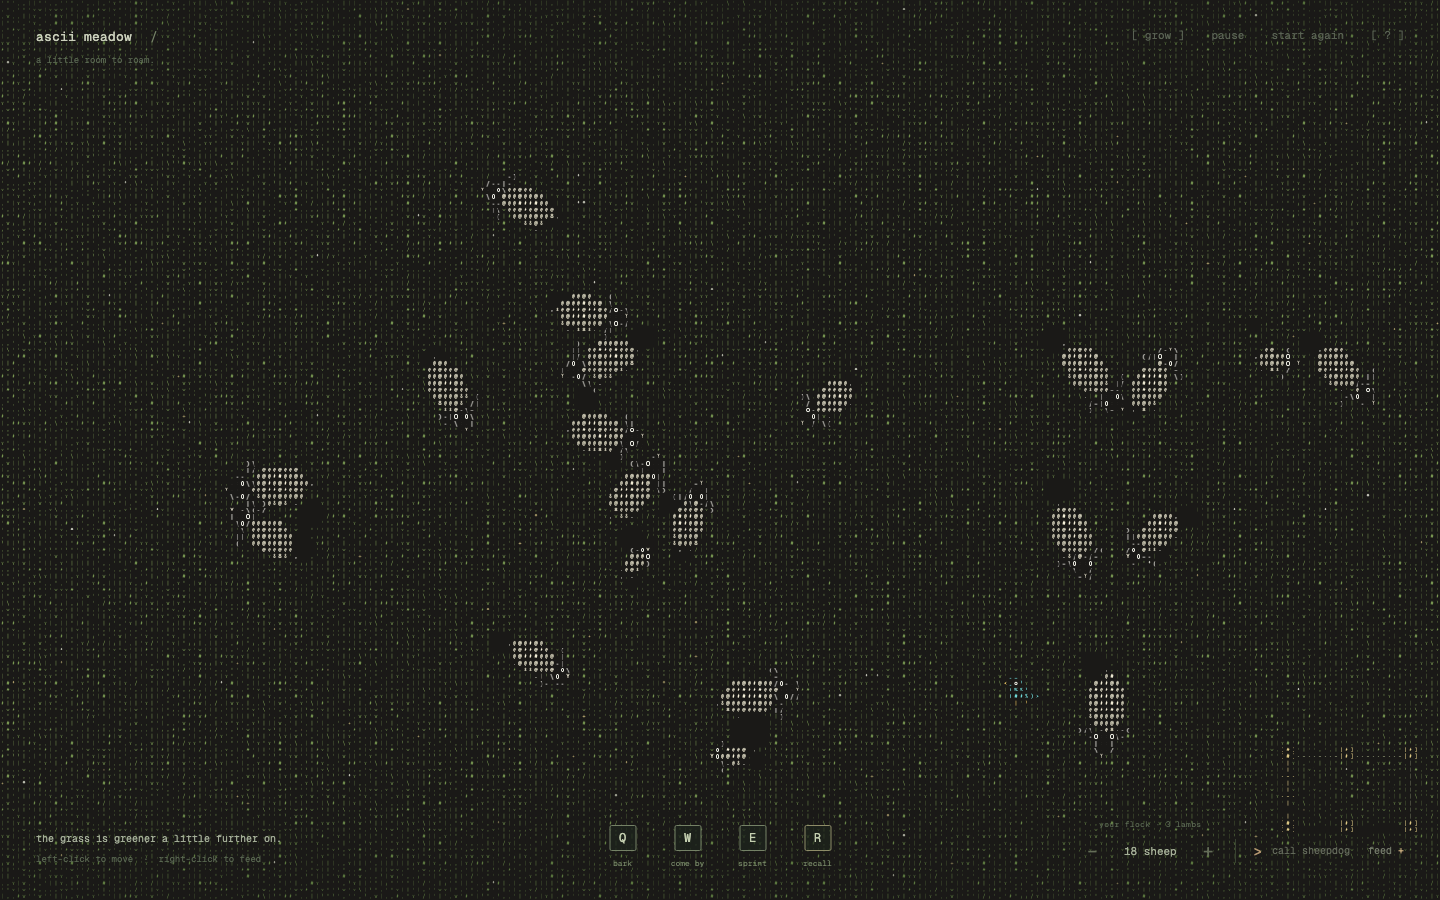 ascii meadow /
[ grow ] pause start again [ ? ]
a little room to roam
the grass is greener a little further on.
left-click to move · right-click to feed
Q W E R
bark come by sprint recall
your flock · 3 lambs
− 18 sheep + > call sheepdog feed +